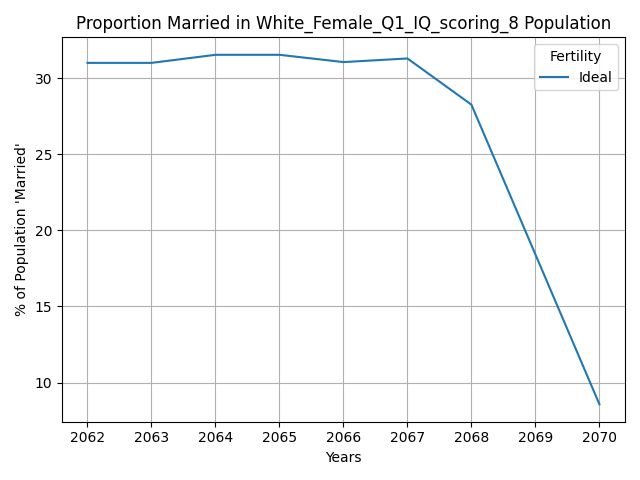 Proportion Married in White_Female_Q1_IQ_scoring_8 Population
Fertility
Ideal
% of Population 'Married'
30
25
20
15
10
2062 2063 2064 2065 2066 2067 2068 2069 2070
Years